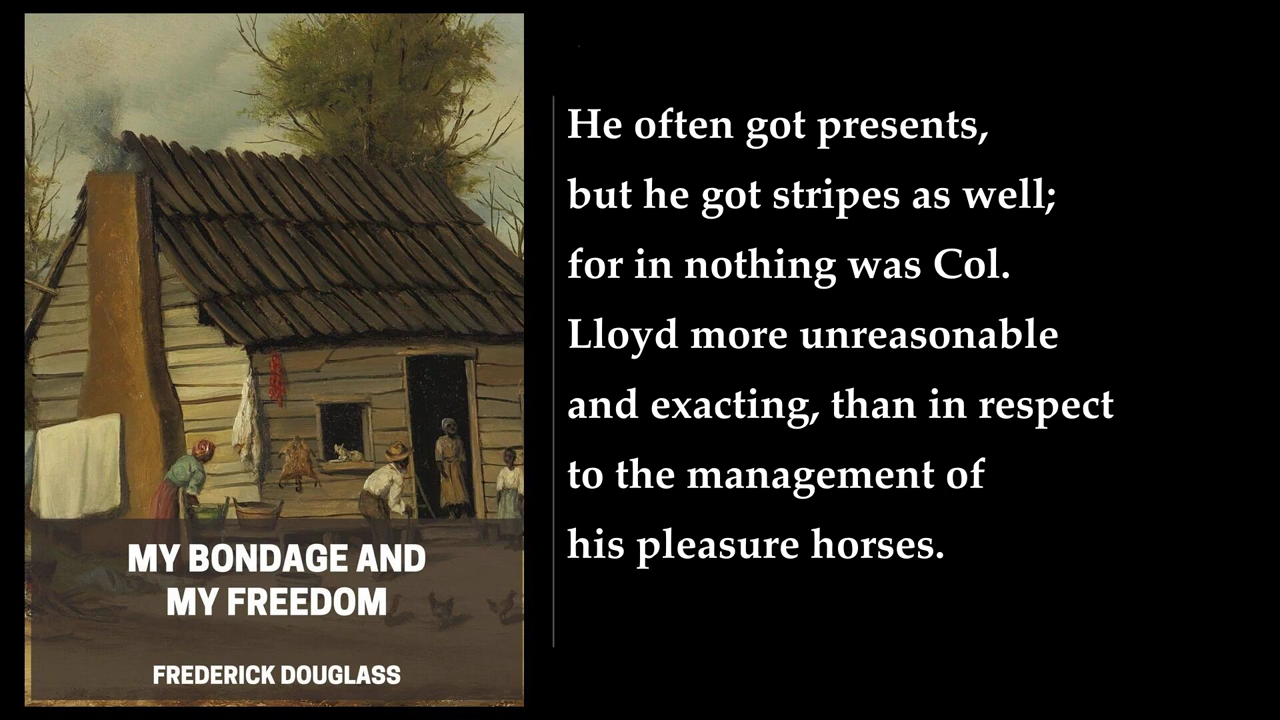 He often got presents,
but he got stripes as well;
for in nothing was Col.
Lloyd more unreasonable
and exacting, than in respect
to the management of
his pleasure horses.
MY BONDAGE AND
MY FREEDOM
FREDERICK DOUGLASS